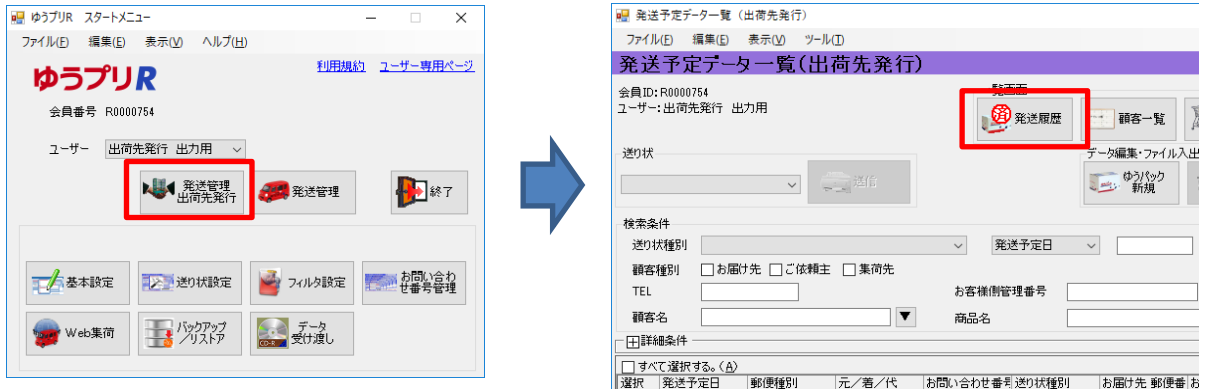 ゆうプリR スタートメニュー
ファイル(F) 編集(E) 表示(V) ヘルプ(H)
ゆうプリR
利用規約 ユーザー専用ページ
会員番号 R0000754
ユーザー 出荷先発行 出力用
発送管理
出荷先発行
発送管理
終了
基本設定
送り状設定
フィルタ設定
お問い合わ
せ番号管理
Web集荷
バックアップ
/リストア
データ
受け渡し
発送予定データ一覧 (出荷先発行)
ファイル(F) 編集(E) 表示(V) ツール(T)
発送予定データ一覧(出荷先発行)
会員ID: R0000754
ユーザー: 出荷先発行 出力用
覧画面
発送履歴
顧客一覧
送り状
送信
データ編集・ファイル入出
ゆうパック
新規
検索条件
送り状種別 発送予定日
顧客種別 お届け先 ご依頼主 集荷先
TEL お客様側管理番号
顧客名 商品名
詳細条件
すべて選択する。(A)
選択 発送予定日 郵便種別 元/着/代 お問い合わせ番号 送り状種別 お届け先 郵便番 お